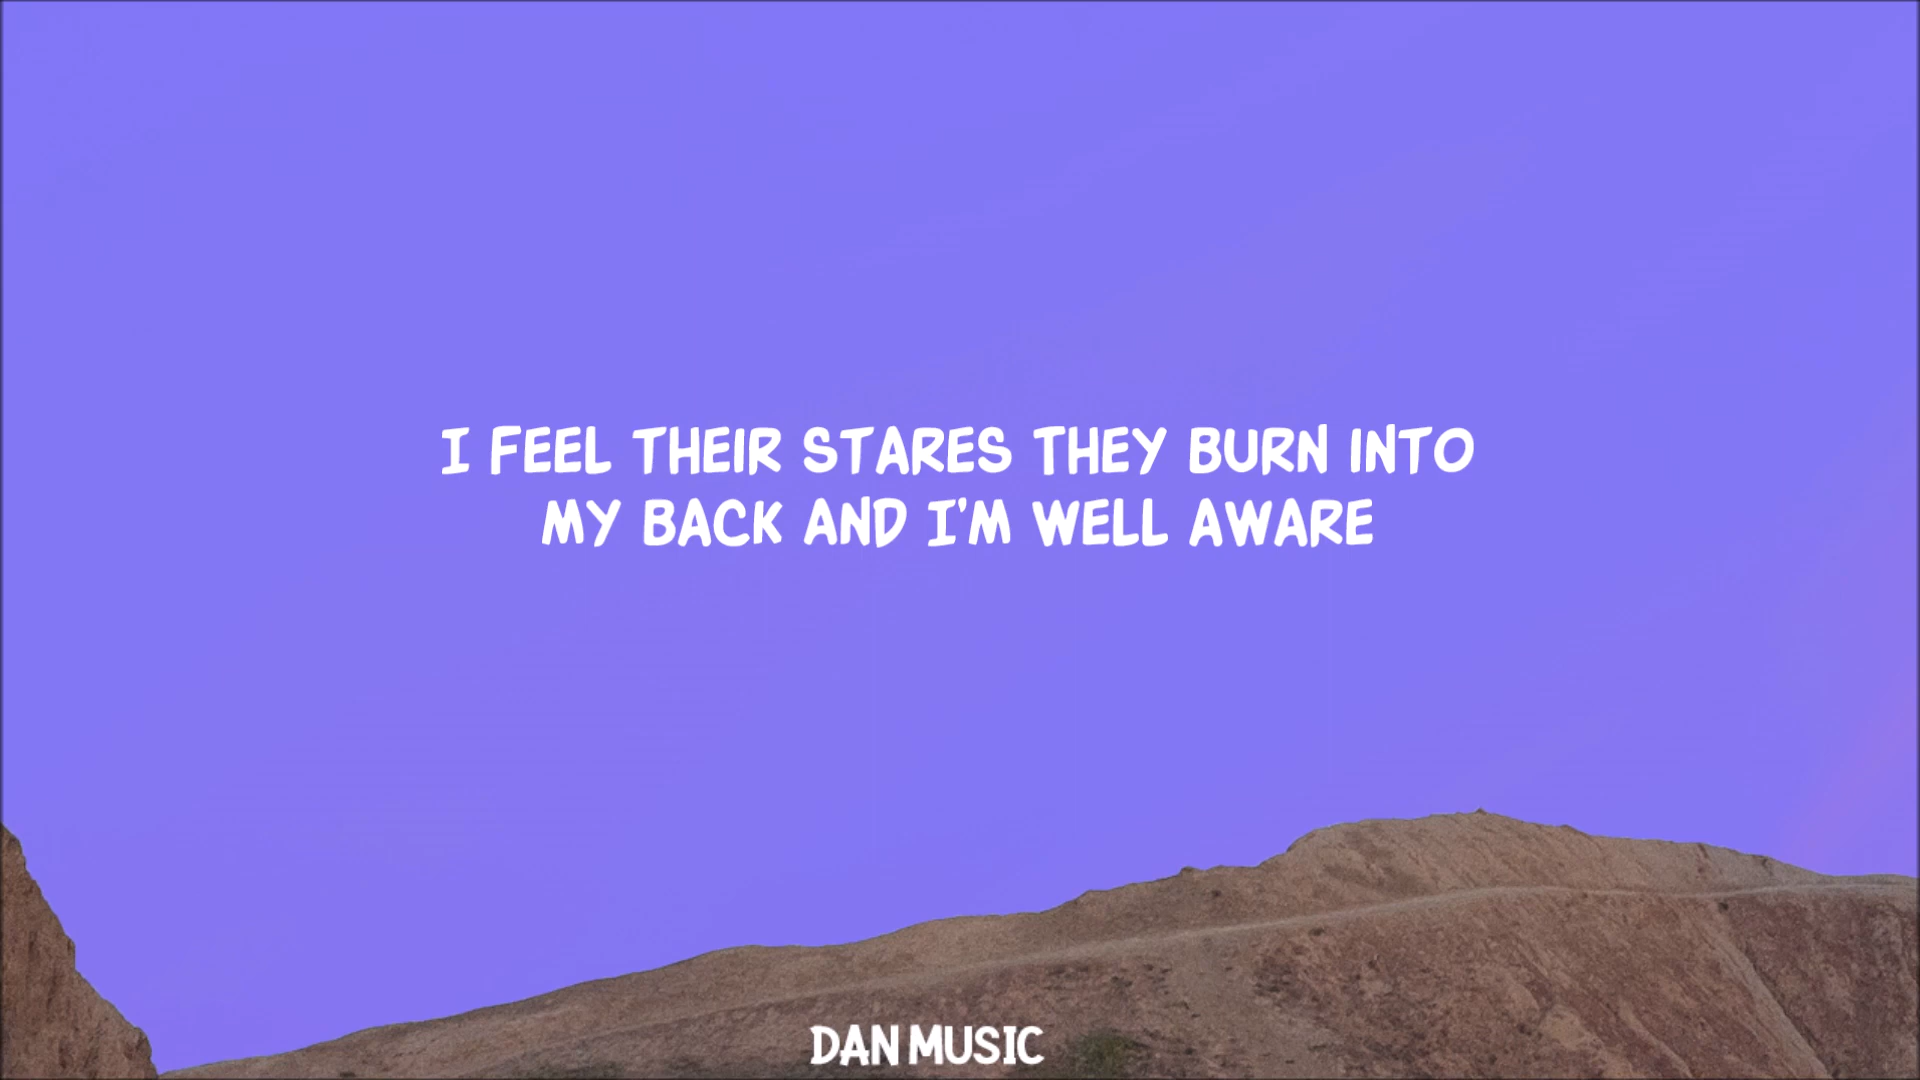 I FEEL THEIR STARES THEY BURN INTO
MY BACK AND I'M WELL AWARE
DAN MUSIC